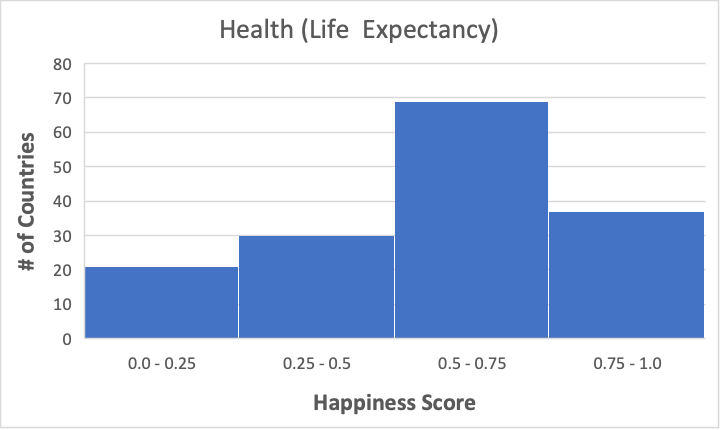 Health (Life  Expectancy)
80
70
60
50
40
30
20
10
0
# of Countries
0.0 - 0.25 0.25 - 0.5 0.5 - 0.75 0.75 - 1.0
Happiness Score